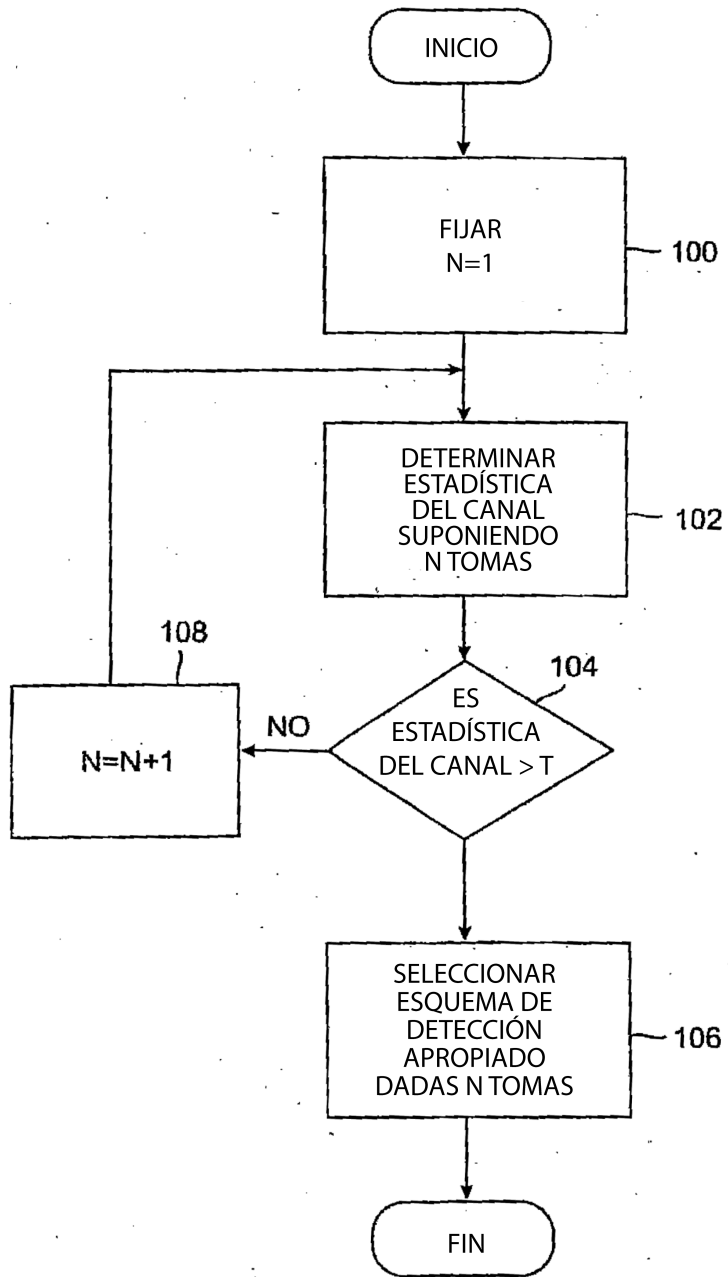 INICIO
FIJAR
N=1
100
DETERMINAR
ESTADÍSTICA
DEL CANAL
SUPONIENDO
N TOMAS
102
108
104
ES
ESTADÍSTICA
DEL CANAL > T
NO
N=N+1
SELECCIONAR
ESQUEMA DE
DETECCIÓN
APROPIADO
DADAS N TOMAS
106
FIN